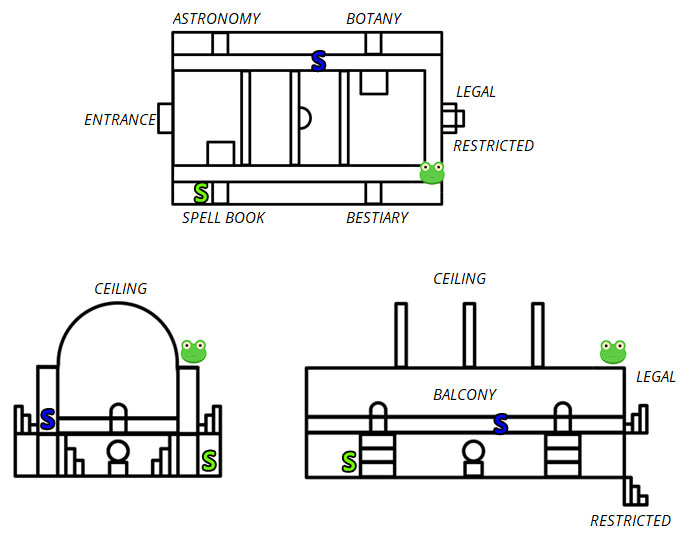 ASTRONOMY
BOTANY
S
LEGAL
ENTRANCE
RESTRICTED
S
SPELL BOOK
BESTIARY
CEILING
CEILING
LEGAL
BALCONY
S
S
S
S
RESTRICTED